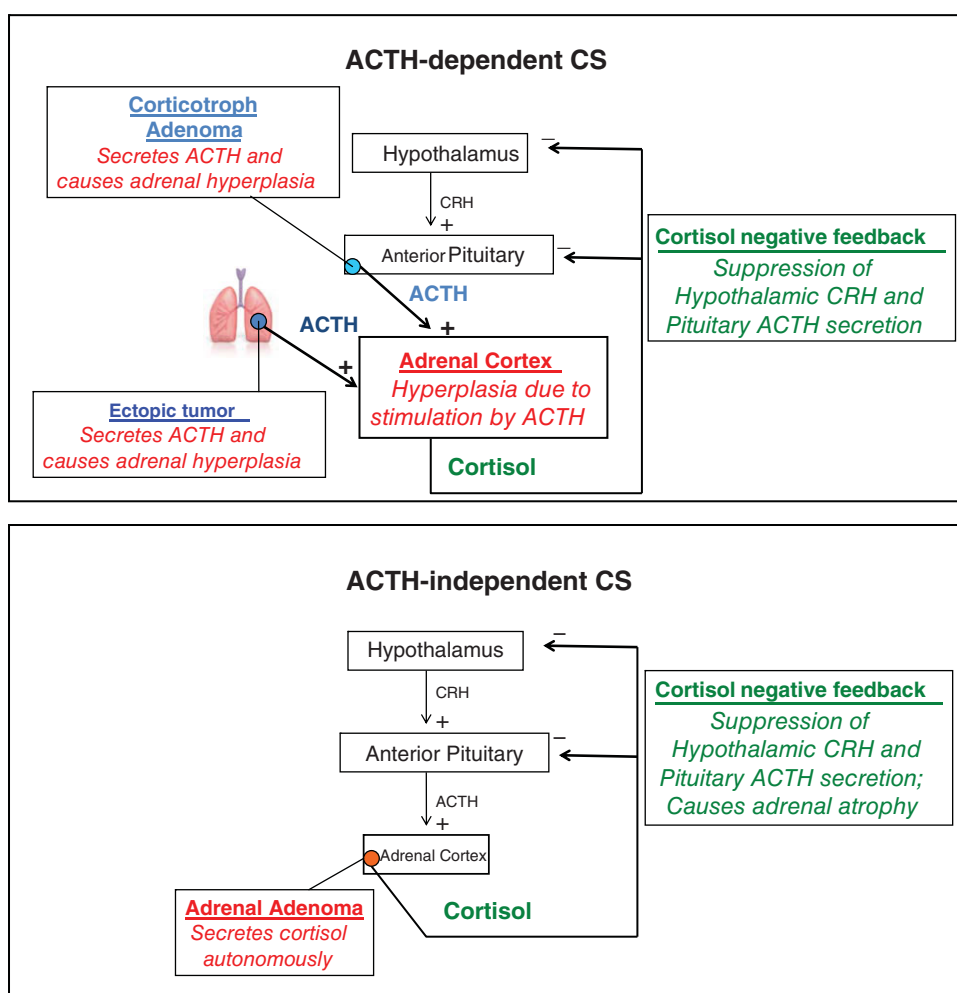 ACTH-dependent CS
Corticotroph
Adenoma
Secretes ACTH and
causes adrenal hyperplasia
Hypothalamus
−
CRH
+
Anterior Pituitary
−
ACTH
+
ACTH
+
Adrenal Cortex
Hyperplasia due to
stimulation by ACTH
Ectopic tumor
Secretes ACTH and
causes adrenal hyperplasia
Cortisol
Cortisol negative feedback
Suppression of
Hypothalamic CRH and
Pituitary ACTH secretion
ACTH-independent CS
Hypothalamus
−
CRH
+
Anterior Pituitary
−
ACTH
+
Adrenal Cortex
Adrenal Adenoma
Secretes cortisol
autonomously
Cortisol
Cortisol negative feedback
Suppression of
Hypothalamic CRH and
Pituitary ACTH secretion;
Causes adrenal atrophy